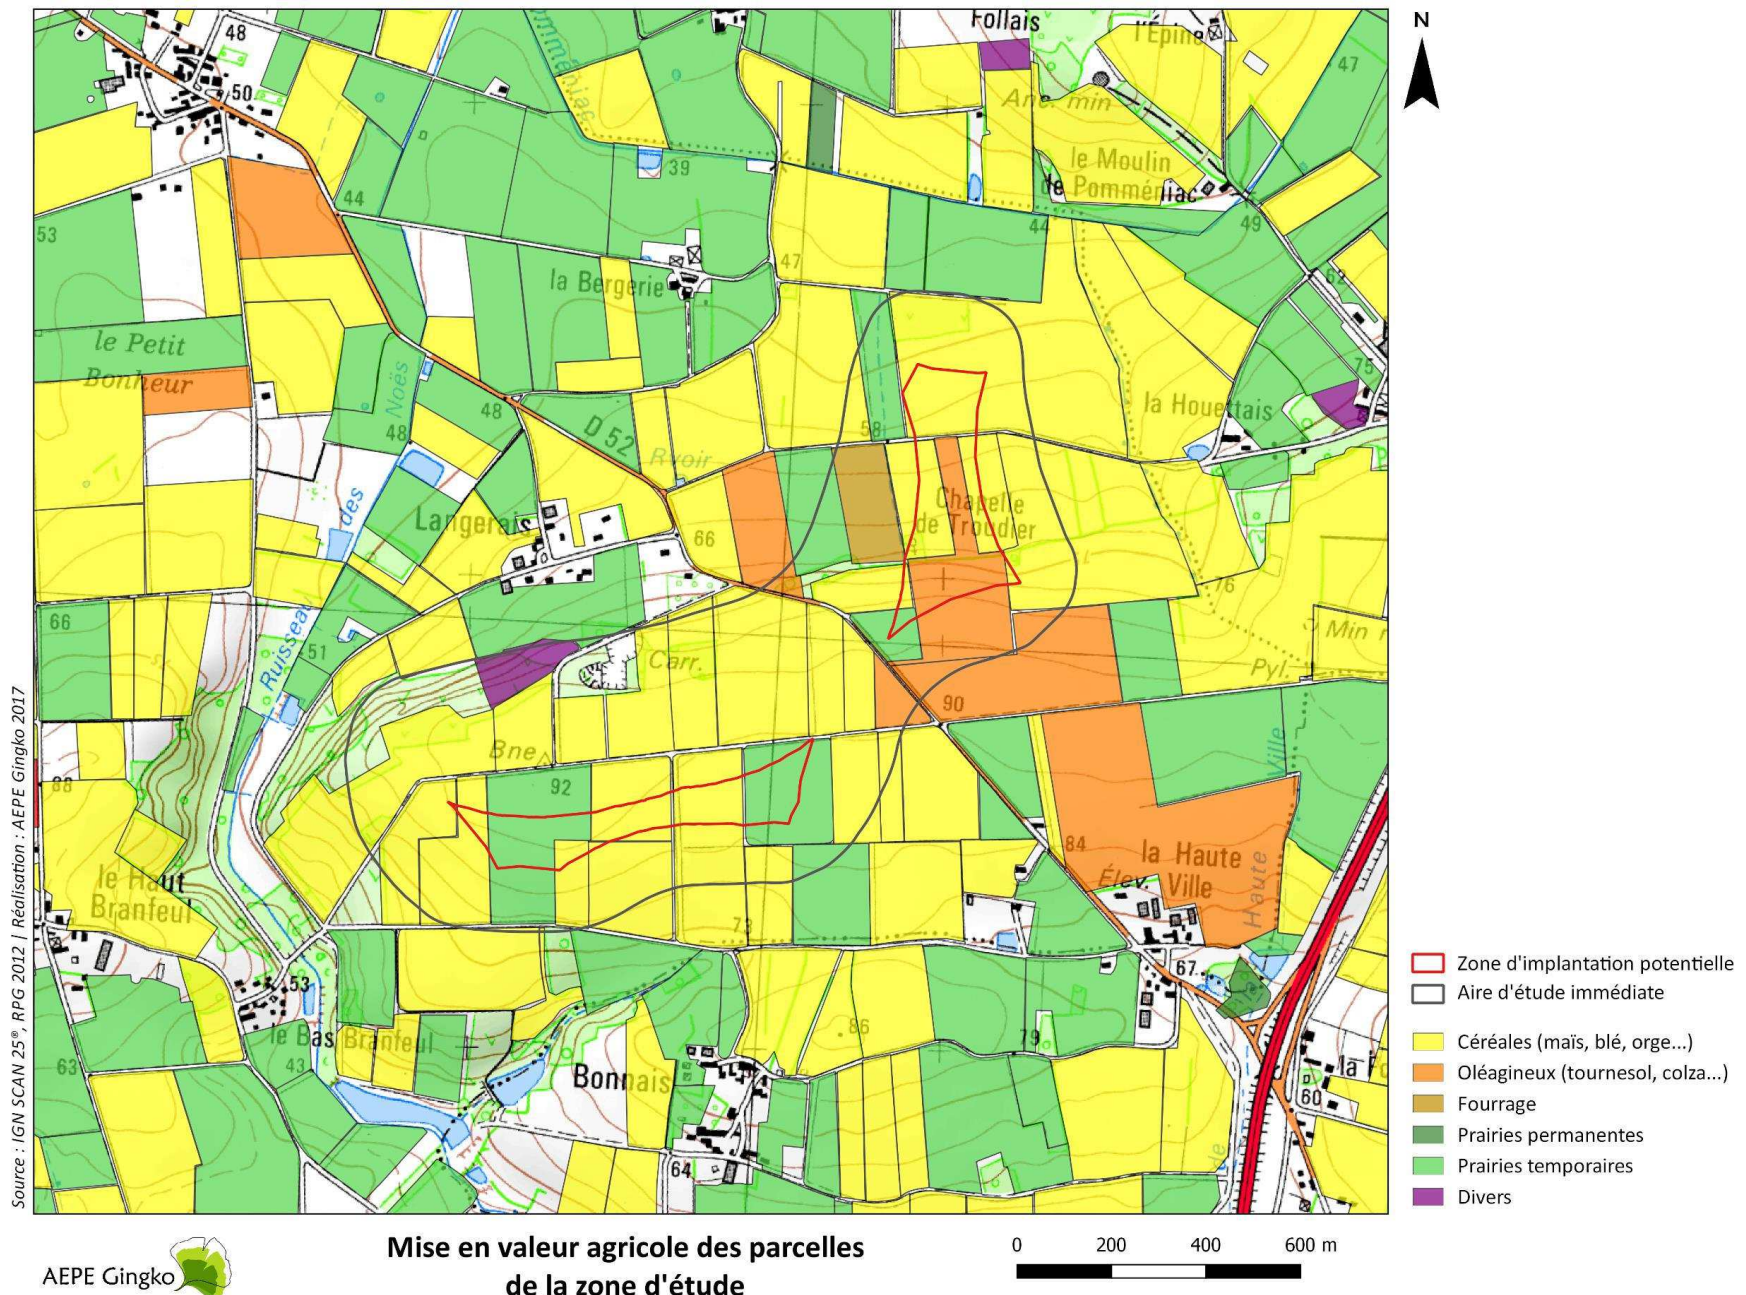 Follais
l'Epine
48
47
50
Anc. min
le Moulin
de Pomméniac
39
44
44
49
53
47
62
la Bergerie
le Petit
Bonheur
75
Noës
48
la Houettais
48
D 52
58
Chapelle
de Troudier
Langerais
des
66
76
66
Ruisseau
51
Carr.
Pyl.
90
Bne
92
Ville
88
84
la Haute
Ville
Élev.
Haute
le Haut
Branfeul
73
67
53
le Bas Branfeul
86
79
43
63
Bonnais
60
64
N
Zone d'implantation potentielle
Aire d'étude immédiate
Céréales (maïs, blé, orge...)
Oléagineux (tournesol, colza...)
Fourrage
Prairies permanentes
Prairies temporaires
Divers
Source : IGN SCAN 25®, RPG 2012 | Réalisation : AEPE Gingko 2017
AEPE Gingko
Mise en valeur agricole des parcelles
de la zone d'étude
0 200 400 600 m